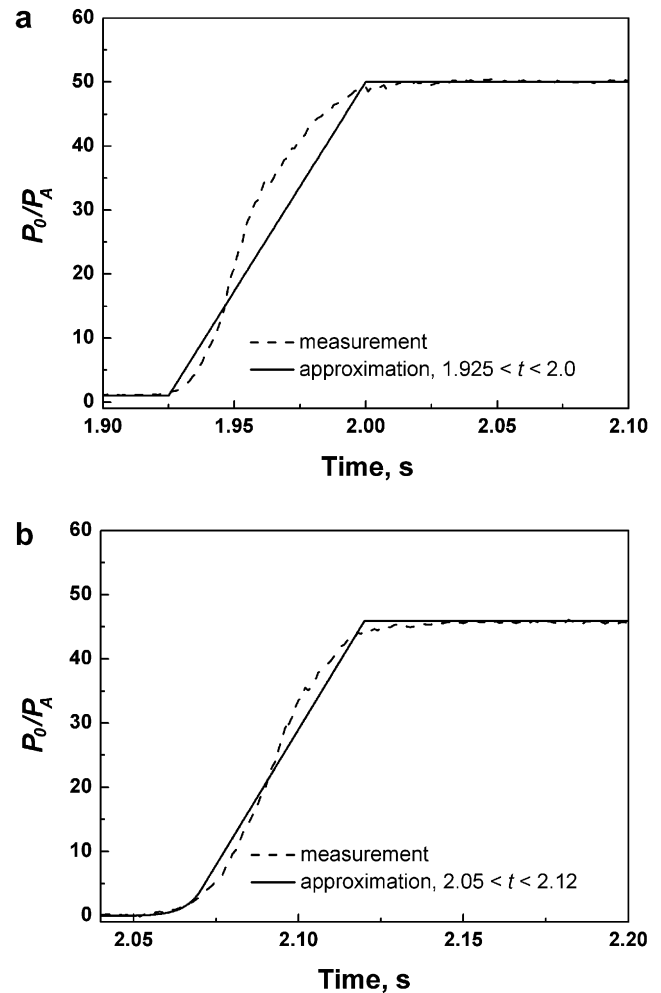 a
60
50
40
30
20
10
0
P0/PA
measurement
approximation, 1.925 < t < 2.0
1.90 1.95 2.00 2.05 2.10
Time, s
b
60
50
40
30
20
10
0
P0/PA
measurement
approximation, 2.05 < t < 2.12
2.05 2.10 2.15 2.20
Time, s